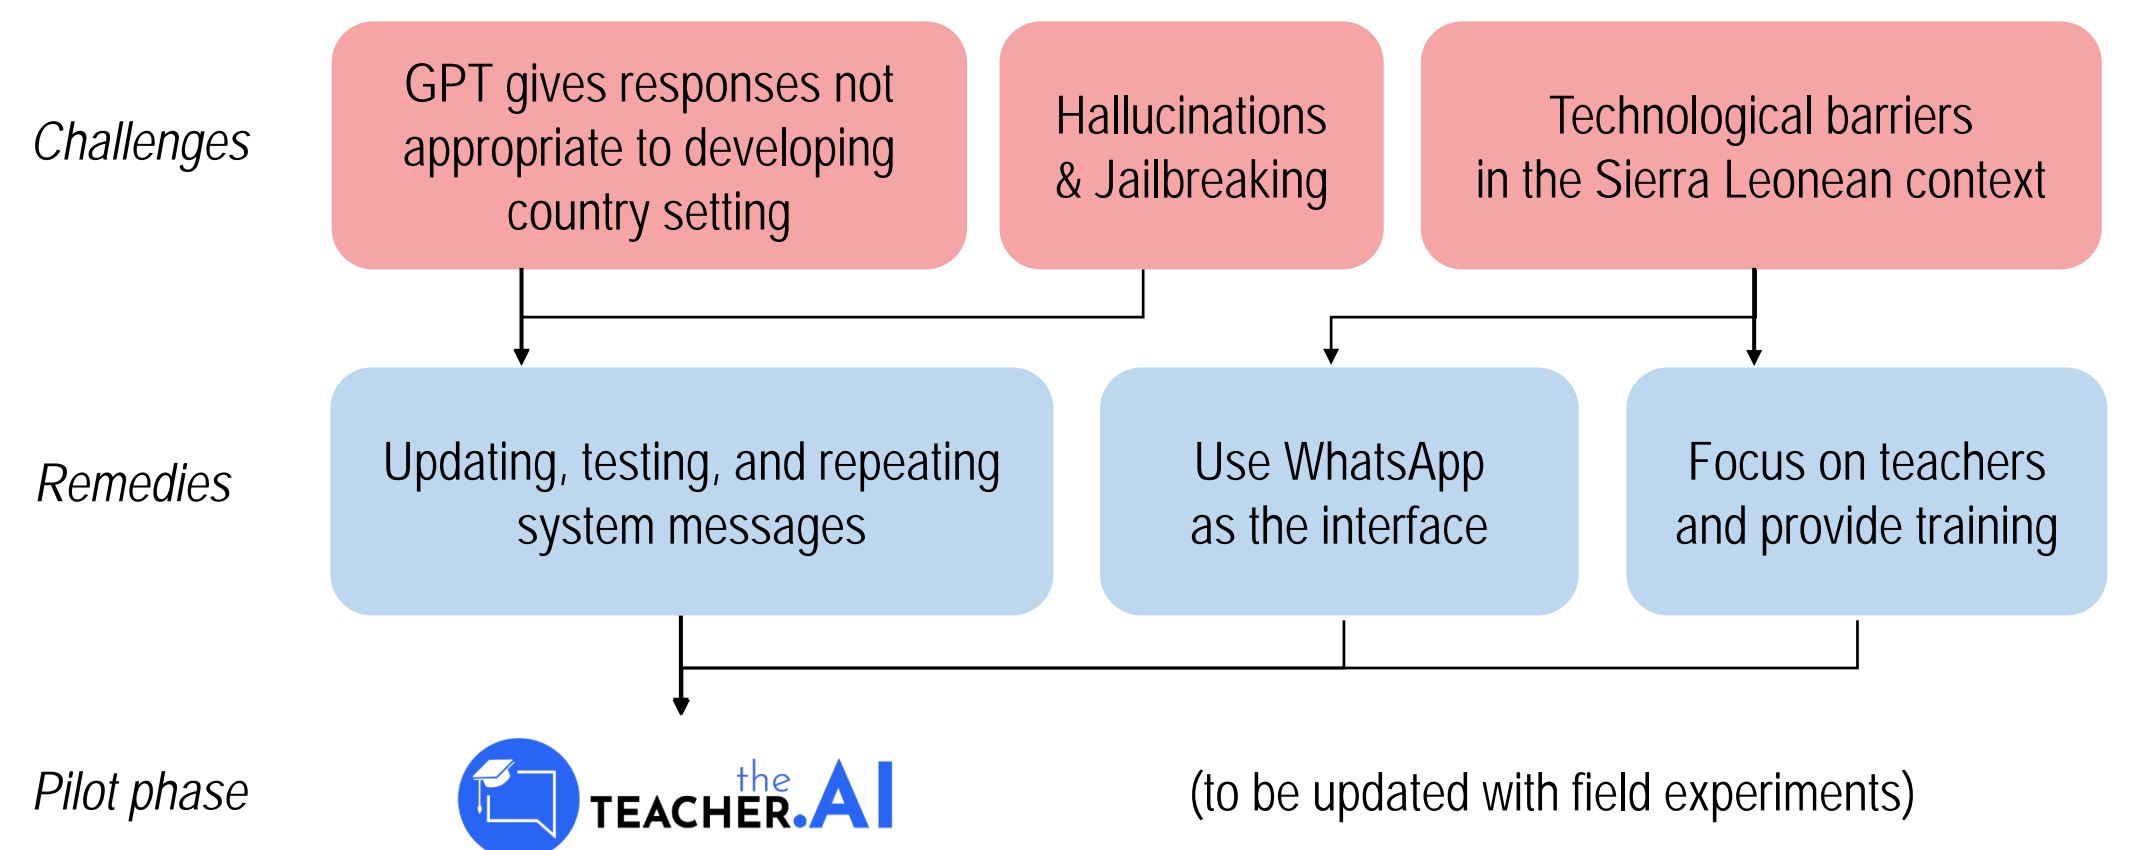 Challenges
GPT gives responses not
appropriate to developing
country setting
Hallucinations
& Jailbreaking
Technological barriers
in the Sierra Leonean context
Remedies
Updating, testing, and repeating
system messages
Use WhatsApp
as the interface
Focus on teachers
and provide training
Pilot phase
the
TEACHER.AI
(to be updated with field experiments)